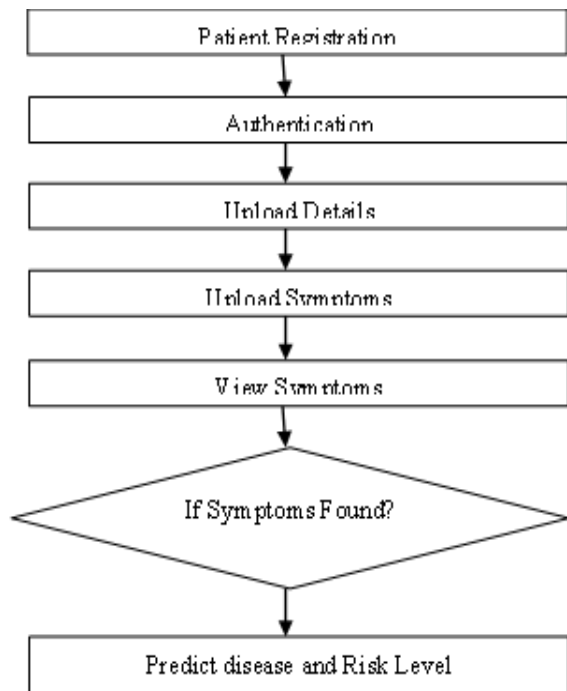 Patient Registration
Authentication
Upload Details
Upload Symptoms
View Symptoms
If Symptoms Found?
Predict disease and Risk Level